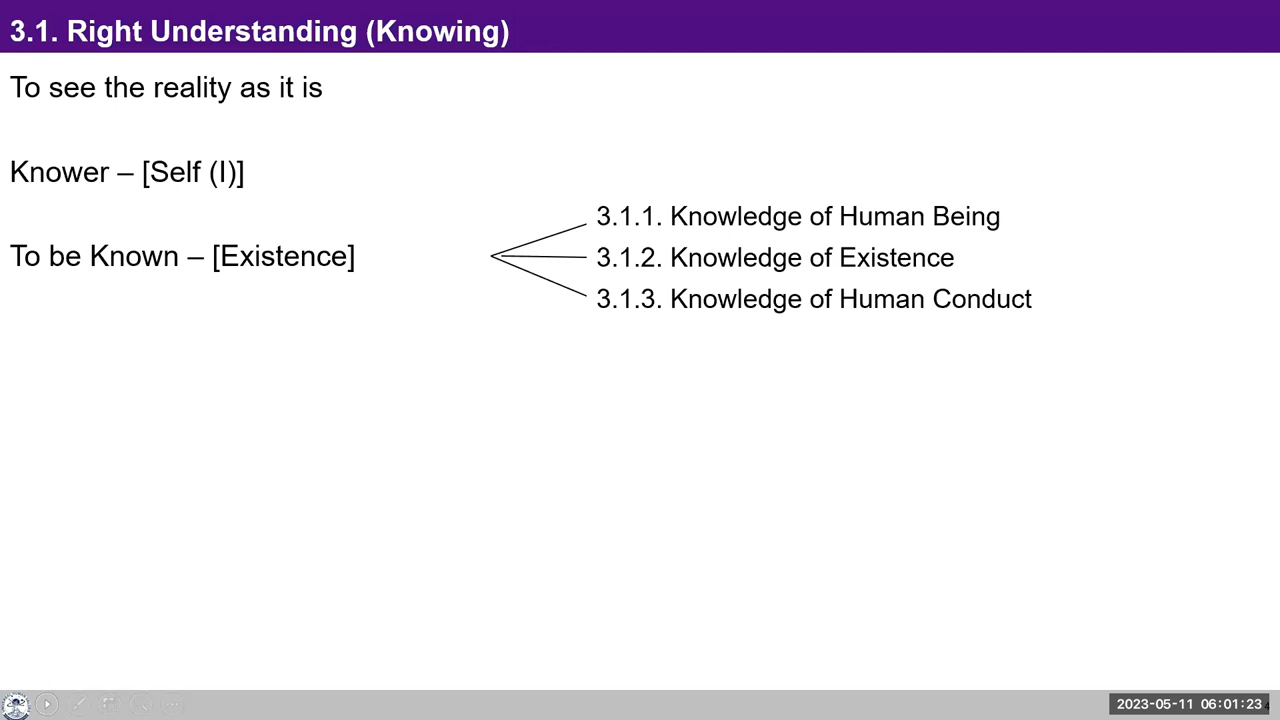 3.1. Right Understanding (Knowing)
To see the reality as it is
Knower – [Self (I)]
To be Known – [Existence]
3.1.1. Knowledge of Human Being
3.1.2. Knowledge of Existence
3.1.3. Knowledge of Human Conduct
2023-05-11 06:01:23